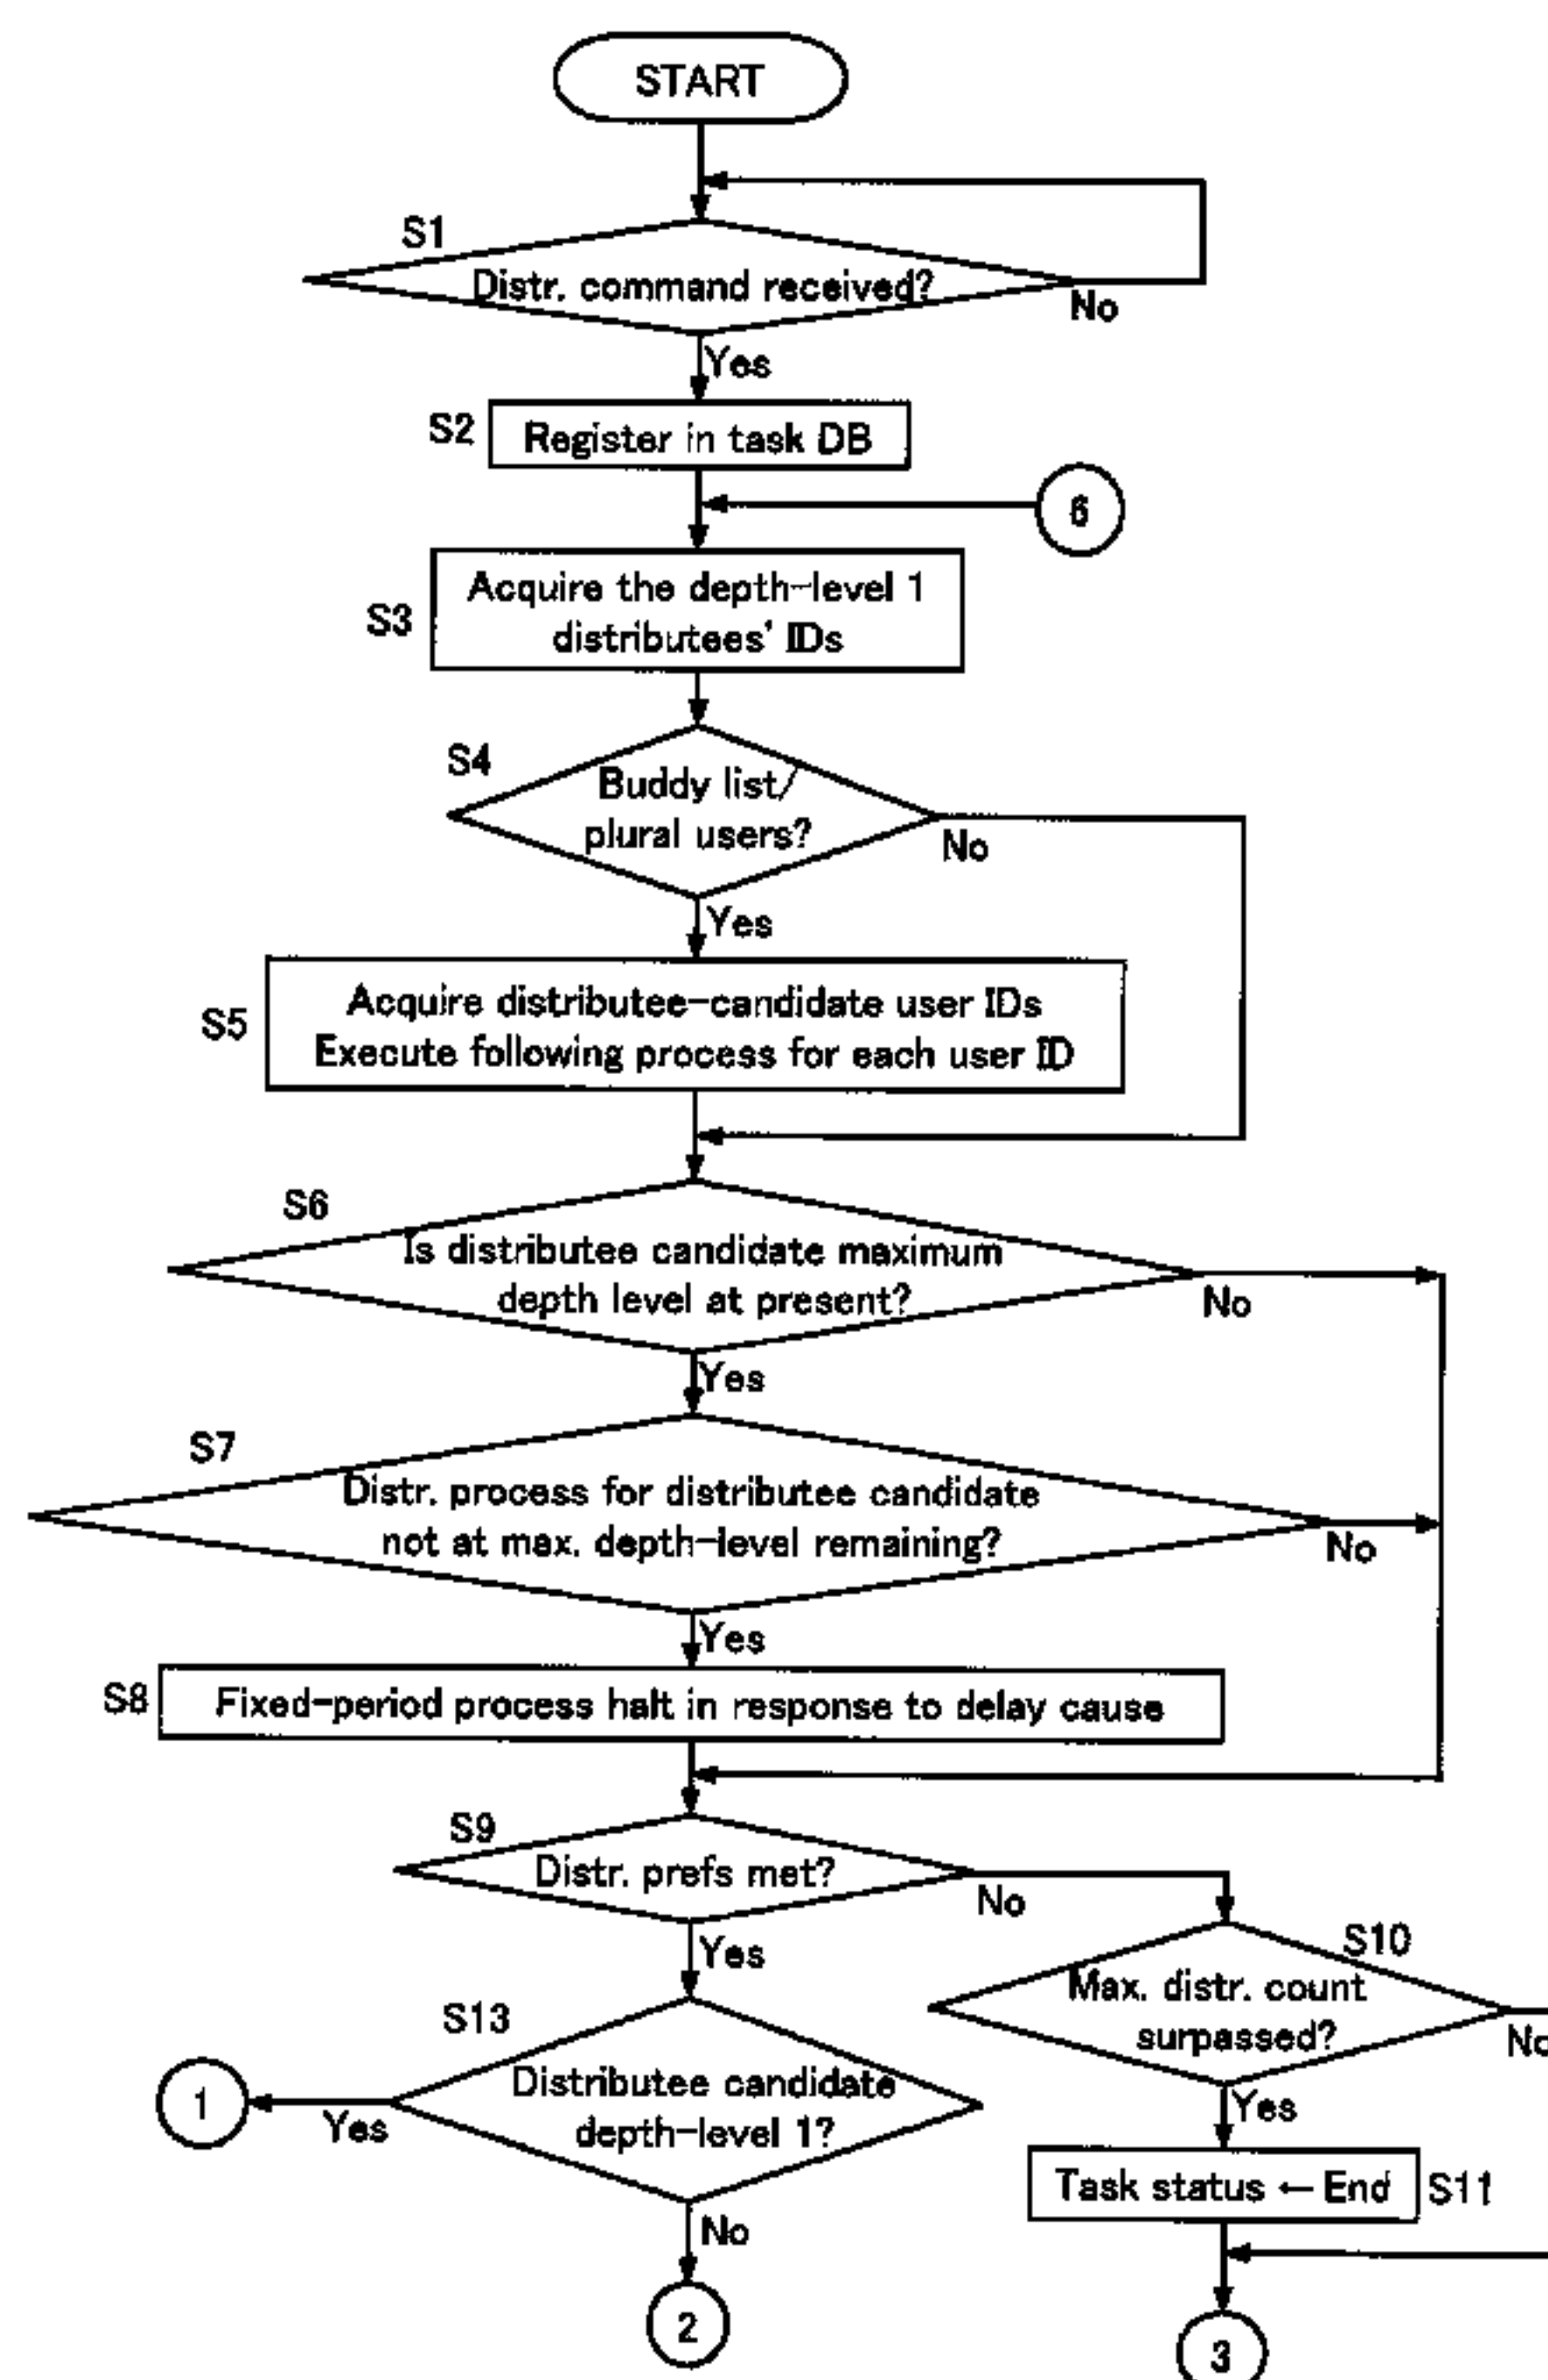 START
S1
Distr. command received?
No
Yes
S2
Register in task DB
6
S3
Acquire the depth-level 1
distributees' IDs
S4
Buddy list/
plural users?
No
Yes
S5
Acquire distributee-candidate user IDs
Execute following process for each user ID
S6
Is distributee candidate maximum
depth level at present?
No
Yes
S7
Distr. process for distributee candidate
not at max. depth-level remaining?
No
Yes
S8
Fixed-period process halt in response to delay cause
S9
Distr. prefs met?
No
Yes
S10
Max. distr. count
surpassed?
No
Yes
S13
Distributee candidate
depth-level 1?
1
Yes
No
Task status ← End
S11
2
3